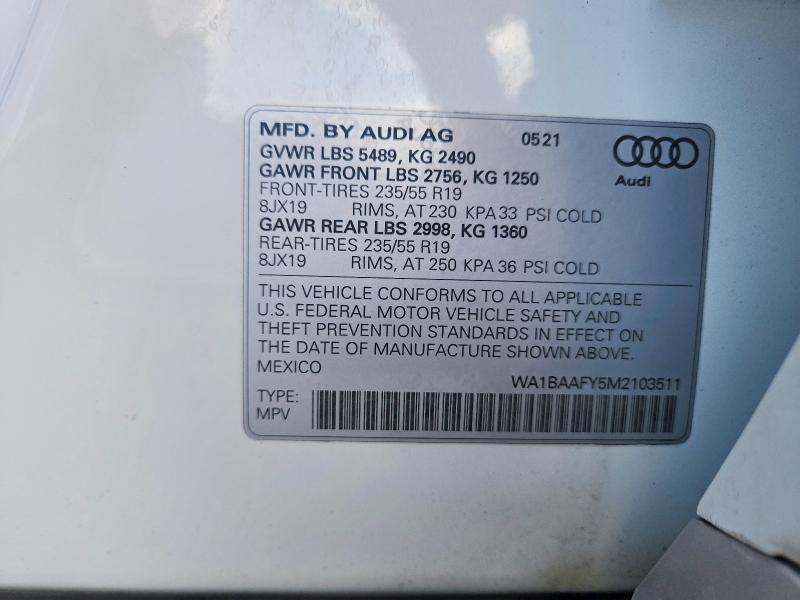 MFD. BY AUDI AG 0521
GVWR LBS 5489, KG 2490
GAWR FRONT LBS 2756, KG 1250
FRONT-TIRES 235/55 R19
8JX19 RIMS, AT 230 KPA 33 PSI COLD
GAWR REAR LBS 2998, KG 1360
REAR-TIRES 235/55 R19
8JX19 RIMS, AT 250 KPA 36 PSI COLD
Audi
THIS VEHICLE CONFORMS TO ALL APPLICABLE
U.S. FEDERAL MOTOR VEHICLE SAFETY AND
THEFT PREVENTION STANDARDS IN EFFECT ON
THE DATE OF MANUFACTURE SHOWN ABOVE.
MEXICO
WA1BAAFY5M2103511
TYPE:
MPV